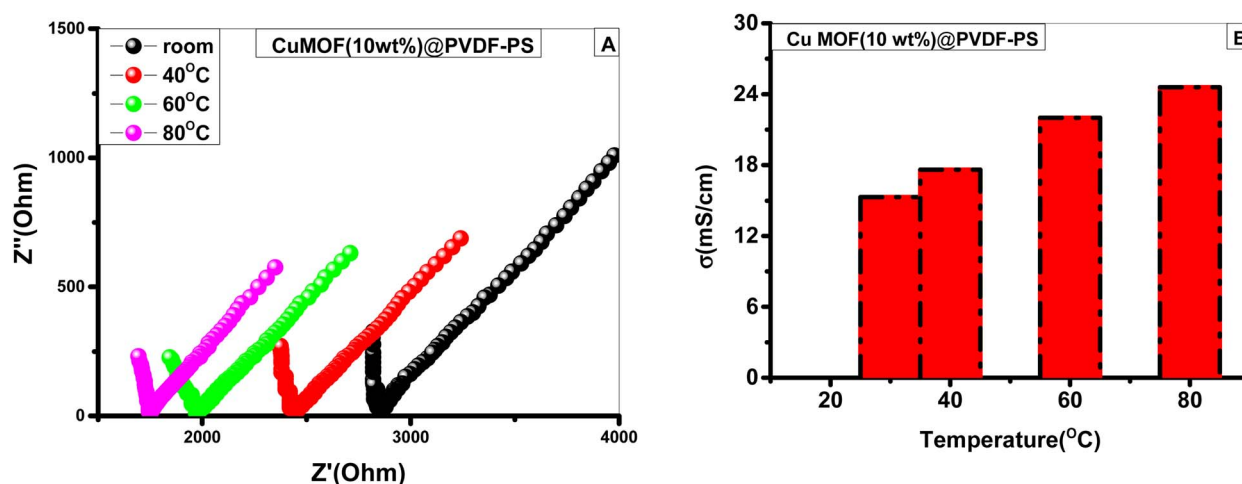 CuMOF(10wt%)@PVDF-PS
A
room
40°C
60°C
80°C
1500
1000
500
0
Z''(Ohm)
2000
3000
4000
Z'(Ohm)
Cu MOF(10 wt%)@PVDF-PS
30
24
18
12
6
0
σ(mS/cm)
20
40
60
80
Temperature(°C)